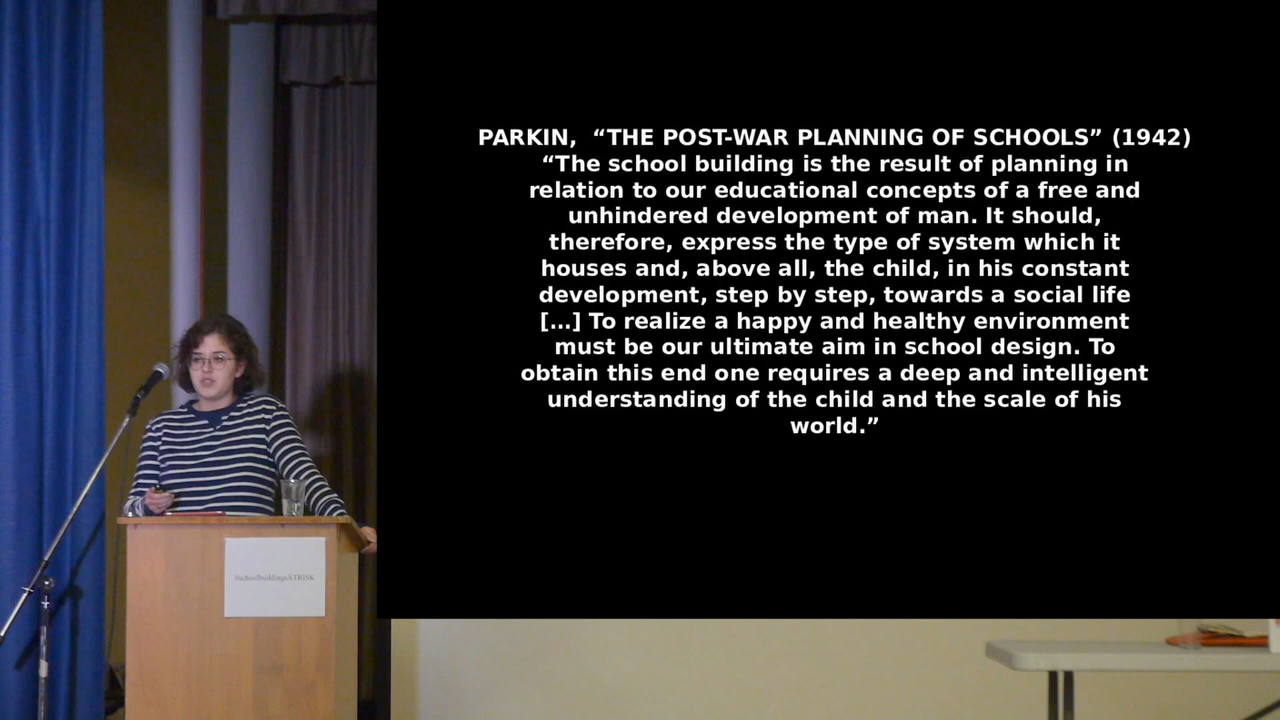 PARKIN,  “THE POST-WAR PLANNING OF SCHOOLS” (1942)
“The school building is the result of planning in
relation to our educational concepts of a free and
unhindered development of man. It should,
therefore, express the type of system which it
houses and, above all, the child, in his constant
development, step by step, towards a social life
[...] To realize a happy and healthy environment
must be our ultimate aim in school design. To
obtain this end one requires a deep and intelligent
understanding of the child and the scale of his
world.”
#schoolbuildingsATRISK